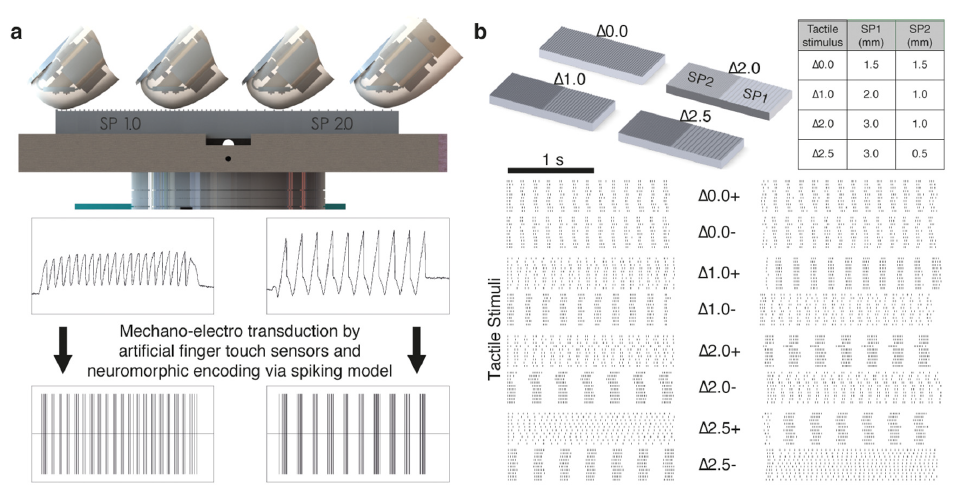 a
SP 1.0
SP 2.0
Mechano-electro transduction by
artificial finger touch sensors and
neuromorphic encoding via spiking model
b
Δ0.0
Δ1.0
Δ2.0
SP2
SP1
Δ2.5
Tactile stimulus SP1 (mm) SP2 (mm)
Δ0.0 1.5 1.5
Δ1.0 2.0 1.0
Δ2.0 3.0 1.0
Δ2.5 3.0 0.5
1 s
Tactile Stimuli
Δ0.0+
Δ0.0-
Δ1.0+
Δ1.0-
Δ2.0+
Δ2.0-
Δ2.5+
Δ2.5-